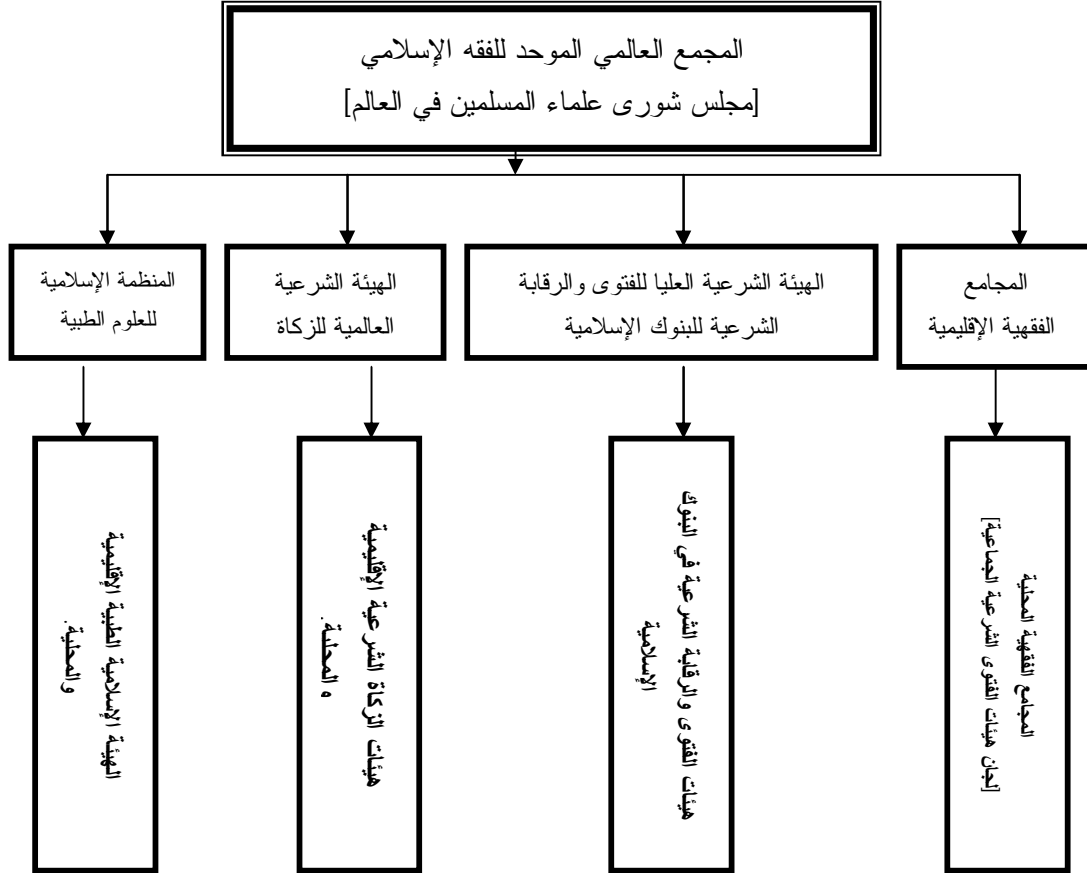 المجمع العالمي الموحد للفقه الإسلامي
[مجلس شورى علماء المسلمين في العالم]
المجامع
الفقهية الإقليمية
الهيئة الشرعية العليا للفتوى والرقابة
الشرعية للبنوك الإسلامية
الهيئة الشرعية
العالمية للزكاة
المنظمة الإسلامية
للعلوم الطبية
المجامع الفقهية المحلية
[لجان هيئات الفتوى الشرعية الجماعية]
هيئات الفتوى والرقابة الشرعية في البنوك
الإسلامية
هيئات الزكاة الشرعية الإقليمية
والمحلية.
الهيئة الإسلامية الطبية الإقليمية
والمحلية.